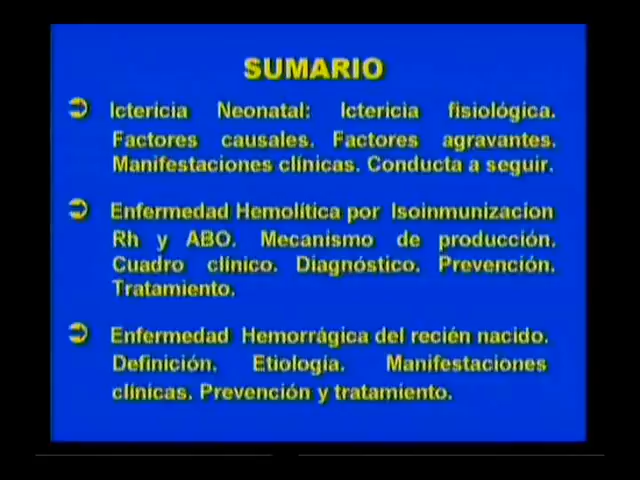 SUMARIO
➲ Ictericia Neonatal: Ictericia fisiológica.
Factores causales. Factores agravantes.
Manifestaciones clínicas. Conducta a seguir.
➲ Enfermedad Hemolítica por Isoinmunizacion
Rh y ABO. Mecanismo de producción.
Cuadro clínico. Diagnóstico. Prevención.
Tratamiento.
➲ Enfermedad Hemorrágica del recién nacido.
Definición. Etiología. Manifestaciones
clínicas. Prevención y tratamiento.